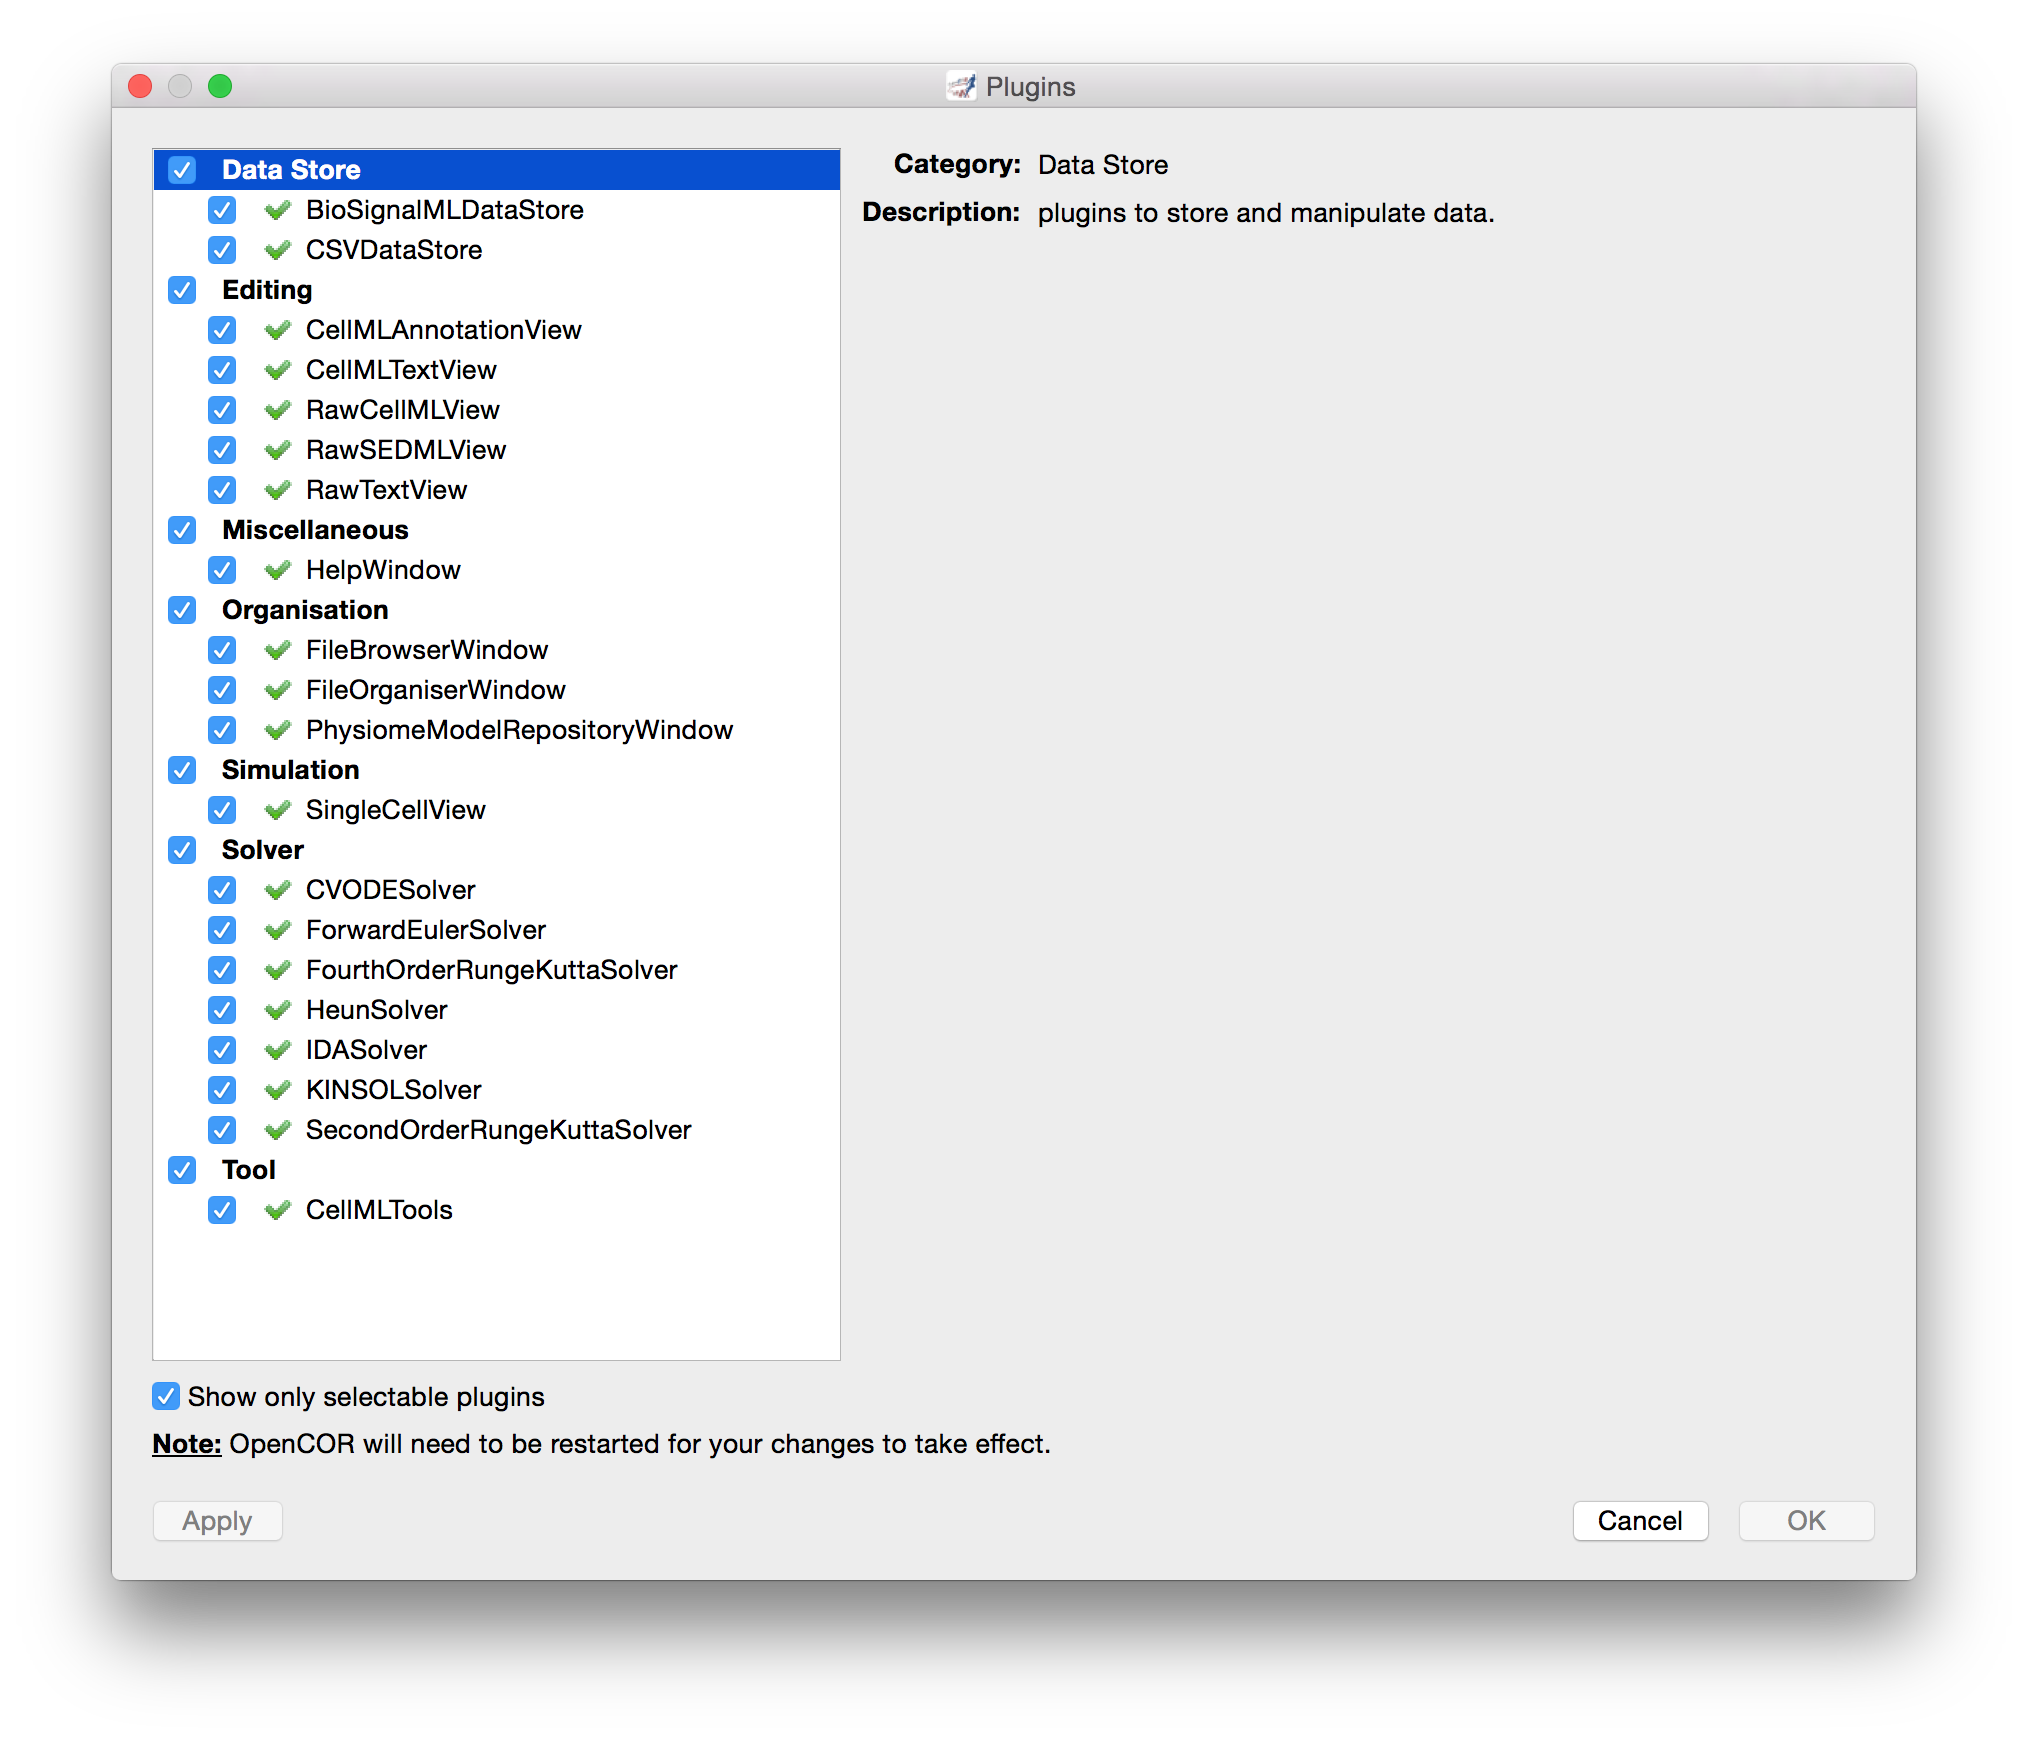 Plugins
Data Store
BioSignalMLDataStore
CSVDataStore
Editing
CellMLAnnotationView
CellMLTextView
RawCellMLView
RawSEDMLView
RawTextView
Miscellaneous
HelpWindow
Organisation
FileBrowserWindow
FileOrganiserWindow
PhysiomeModelRepositoryWindow
Simulation
SingleCellView
Solver
CVODESolver
ForwardEulerSolver
FourthOrderRungeKuttaSolver
HeunSolver
IDASolver
KINSOLSolver
SecondOrderRungeKuttaSolver
Tool
CellMLTools
Category: Data Store
Description: plugins to store and manipulate data.
Show only selectable plugins
Note: OpenCOR will need to be restarted for your changes to take effect.
Apply
Cancel
OK